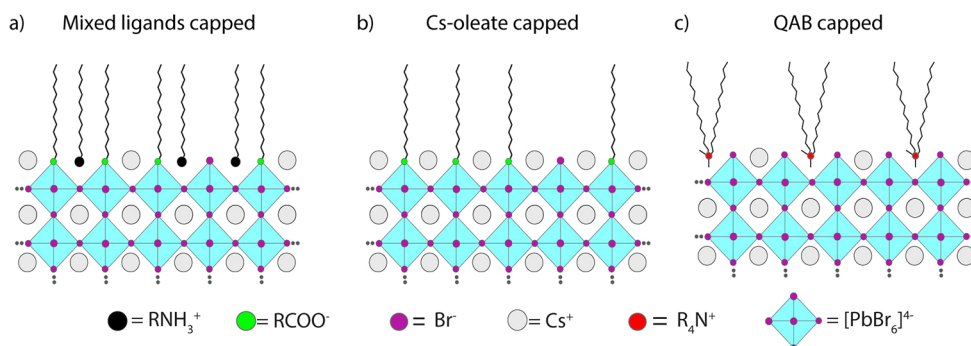 a) Mixed ligands capped
b) Cs-oleate capped
c) QAB capped
= RNH₃⁺
= RCOO⁻
= Br⁻
= Cs⁺
= R₄N⁺
= [PbBr₆]⁴⁻